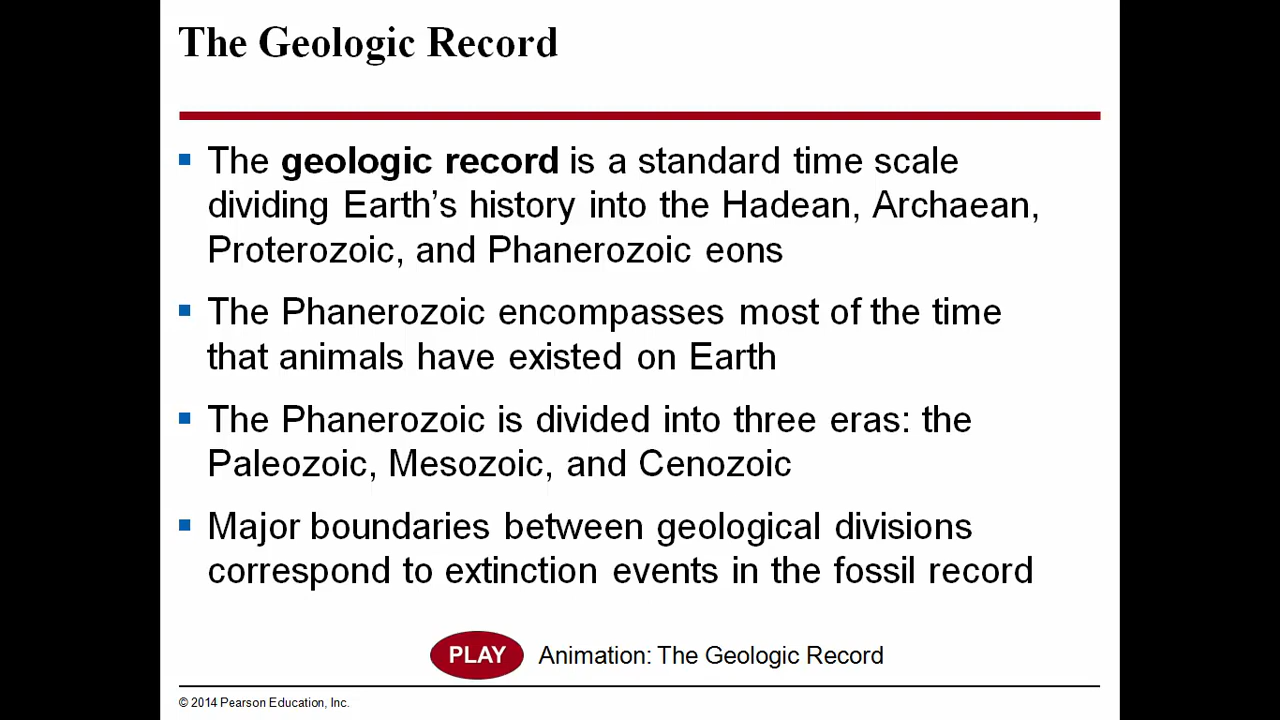 The Geologic Record
▪ The geologic record is a standard time scale
dividing Earth’s history into the Hadean, Archaean,
Proterozoic, and Phanerozoic eons
▪ The Phanerozoic encompasses most of the time
that animals have existed on Earth
▪ The Phanerozoic is divided into three eras: the
Paleozoic, Mesozoic, and Cenozoic
▪ Major boundaries between geological divisions
correspond to extinction events in the fossil record
PLAY Animation: The Geologic Record
© 2014 Pearson Education, Inc.